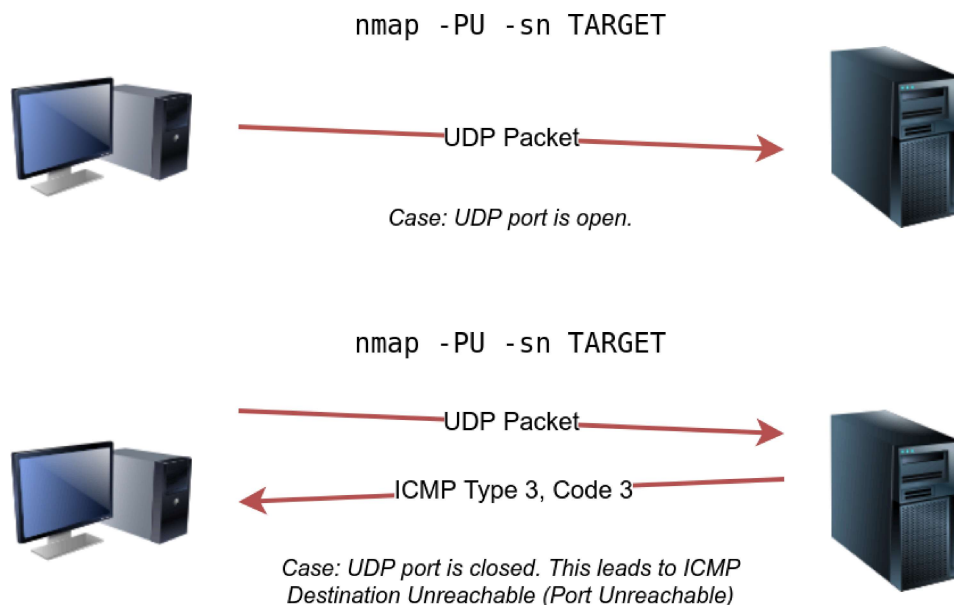 nmap -PU -sn TARGET
UDP Packet
Case: UDP port is open.
nmap -PU -sn TARGET
UDP Packet
ICMP Type 3, Code 3
Case: UDP port is closed. This leads to ICMP
Destination Unreachable (Port Unreachable)